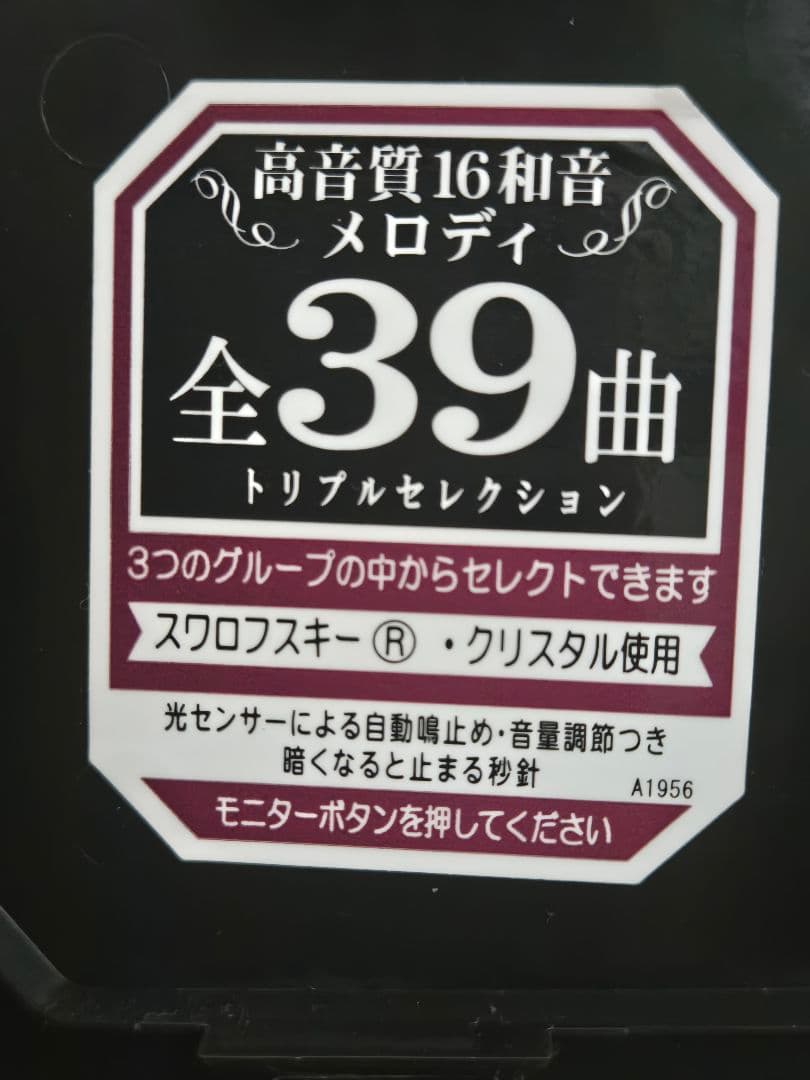 高音質16和音
メロディ
全39曲
トリプルセレクション
3つのグループの中からセレクトできます
スワロフスキー®・クリスタル使用
光センサーによる自動鳴止め・音量調節つき
暗くなると止まる秒針
A1956
モニターボタンを押してください